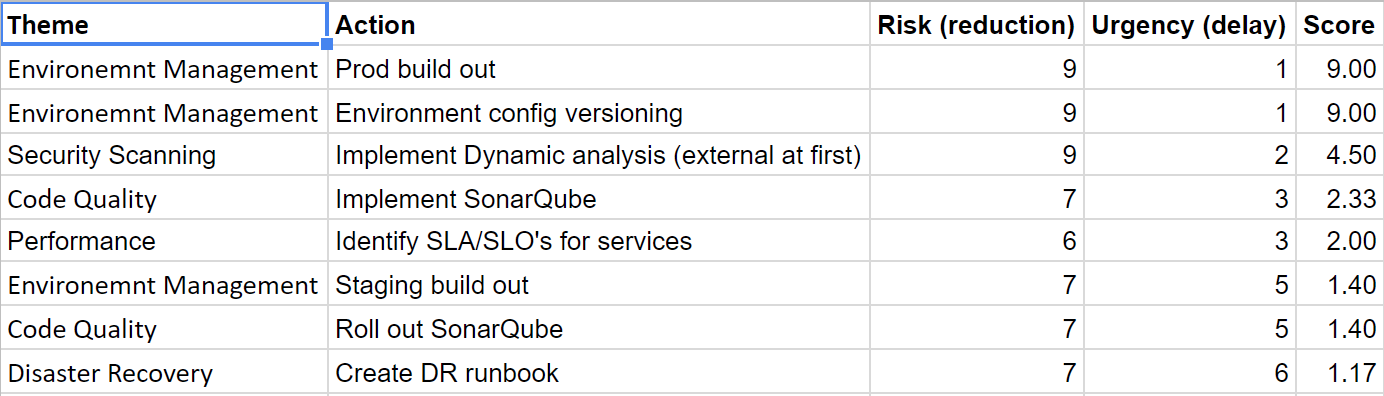 Theme Action Risk (reduction) Urgency (delay) Score
Environemnt Management Prod build out 9 1 9.00
Environemnt Management Environment config versioning 9 1 9.00
Security Scanning Implement Dynamic analysis (external at first) 9 2 4.50
Code Quality Implement SonarQube 7 3 2.33
Performance Identify SLA/SLO's for services 6 3 2.00
Environemnt Management Staging build out 7 5 1.40
Code Quality Roll out SonarQube 7 5 1.40
Disaster Recovery Create DR runbook 7 6 1.17